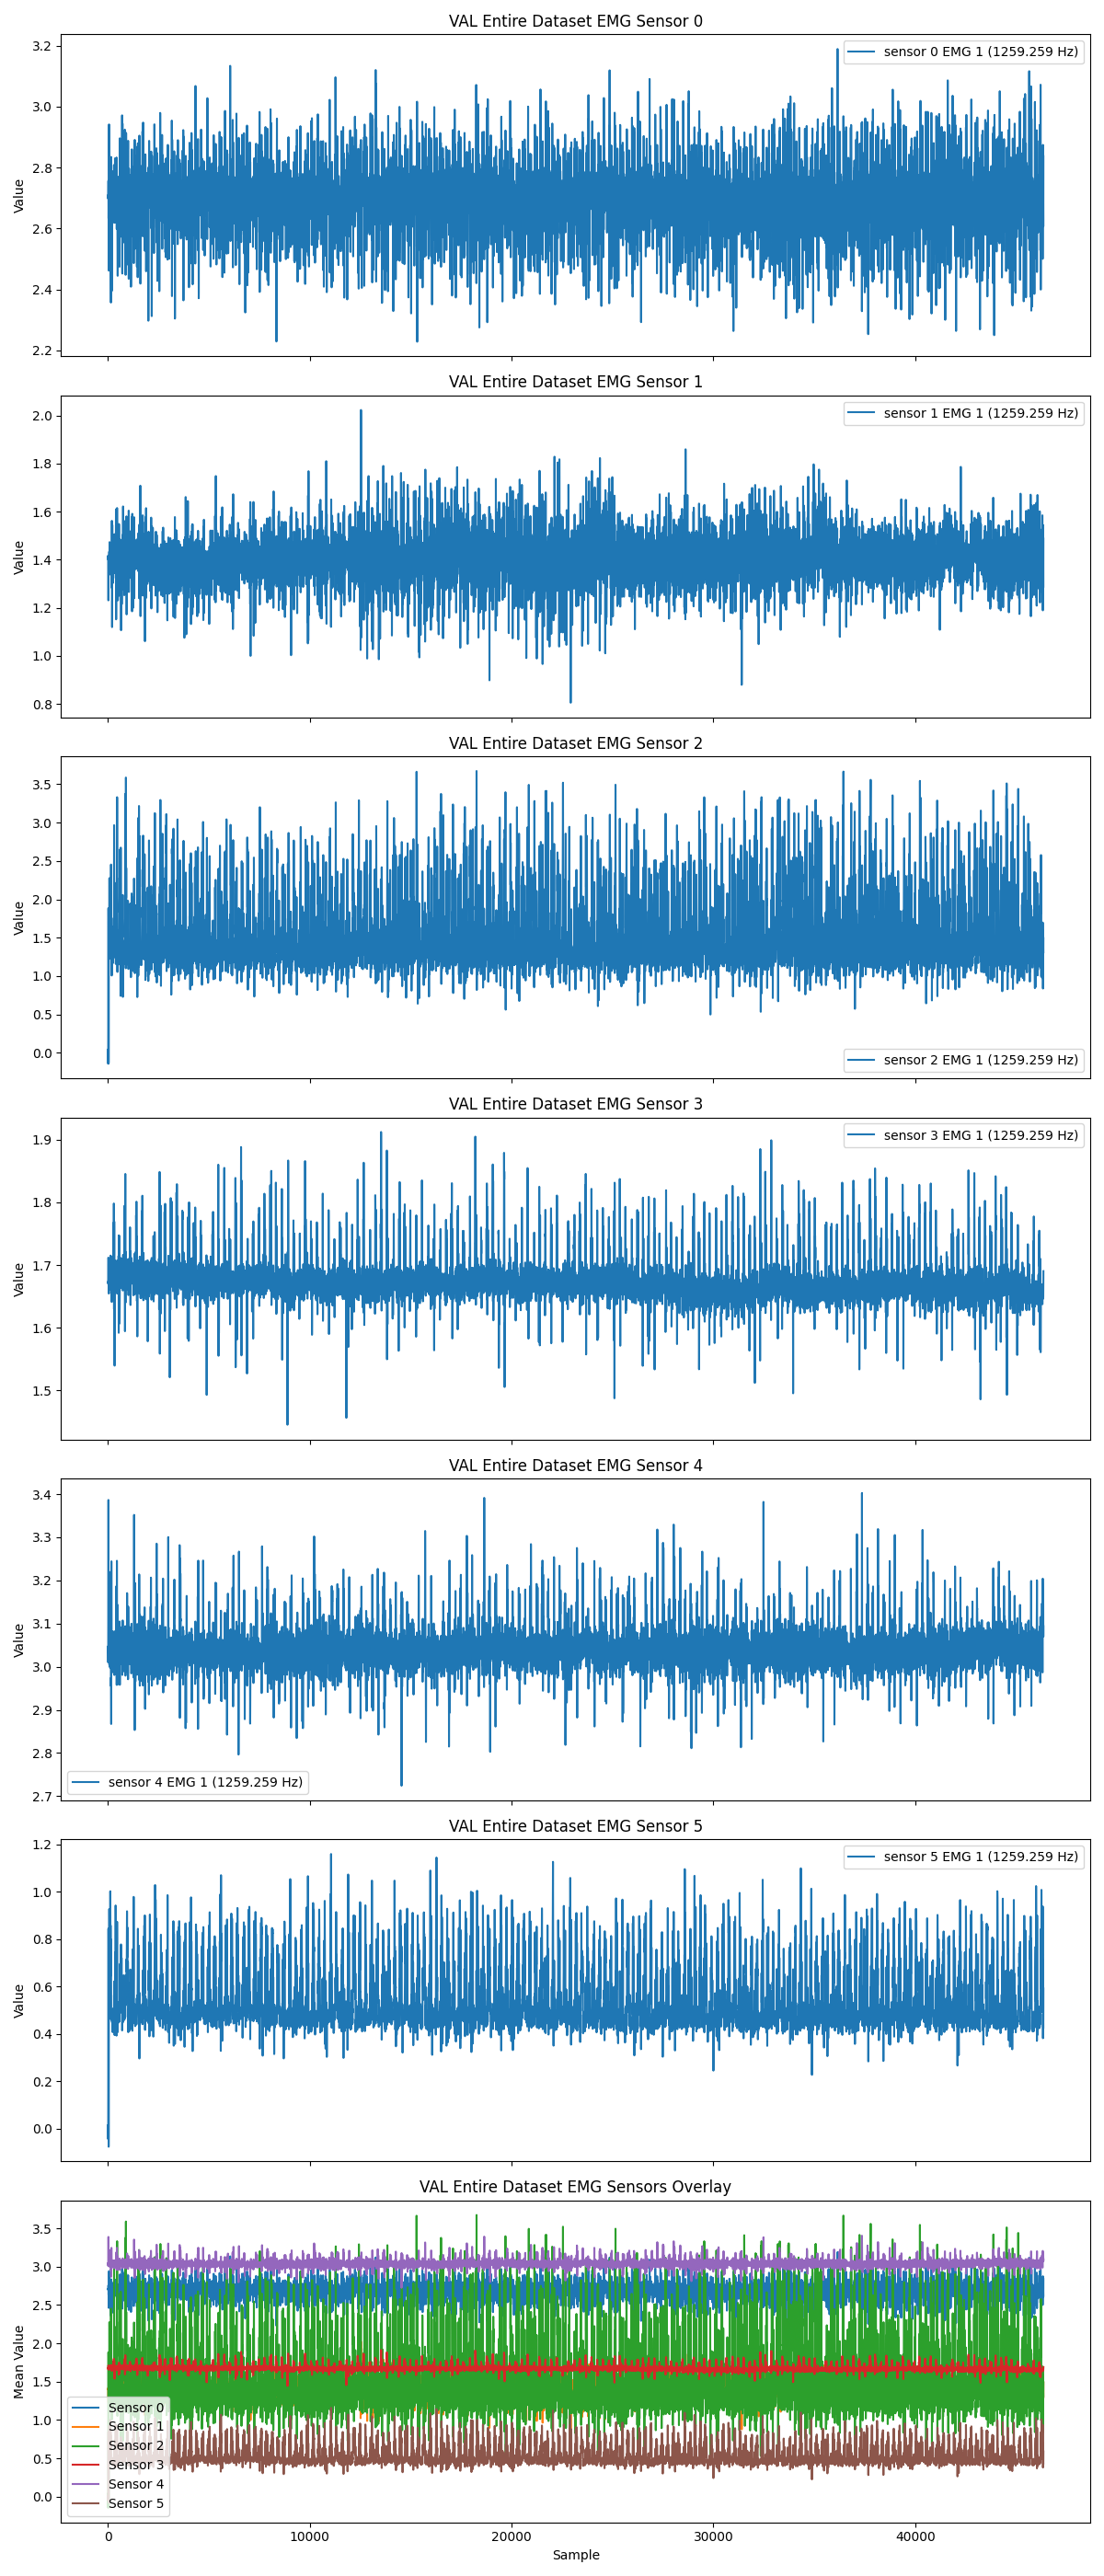 VAL Entire Dataset EMG Sensor 0
sensor 0 EMG 1 (1259.259 Hz)
3.2
3.0
2.8
2.6
2.4
2.2
Value
VAL Entire Dataset EMG Sensor 1
sensor 1 EMG 1 (1259.259 Hz)
2.0
1.8
1.6
1.4
1.2
1.0
0.8
Value
VAL Entire Dataset EMG Sensor 2
3.5
3.0
2.5
2.0
1.5
1.0
0.5
0.0
Value
sensor 2 EMG 1 (1259.259 Hz)
VAL Entire Dataset EMG Sensor 3
sensor 3 EMG 1 (1259.259 Hz)
1.9
1.8
1.7
1.6
1.5
Value
VAL Entire Dataset EMG Sensor 4
3.4
3.3
3.2
3.1
3.0
2.9
2.8
2.7
Value
sensor 4 EMG 1 (1259.259 Hz)
VAL Entire Dataset EMG Sensor 5
sensor 5 EMG 1 (1259.259 Hz)
1.2
1.0
0.8
0.6
0.4
0.2
0.0
Value
VAL Entire Dataset EMG Sensors Overlay
3.5
3.0
2.5
2.0
1.5
1.0
0.5
0.0
Mean Value
Sensor 0
Sensor 1
Sensor 2
Sensor 3
Sensor 4
Sensor 5
0 10000 20000 30000 40000
Sample